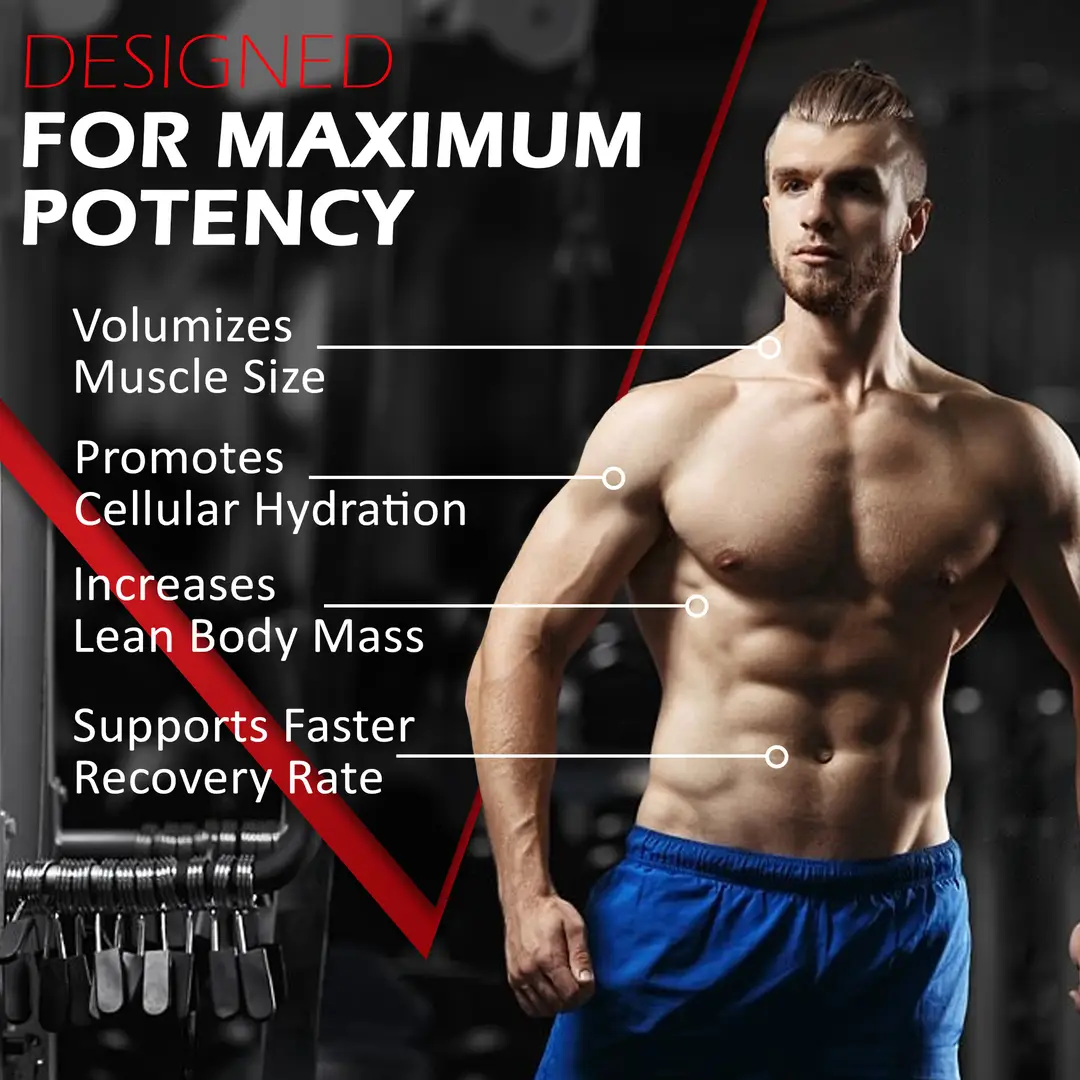 DESIGNED
FOR MAXIMUM
POTENCY
Volumizes
Muscle Size
Promotes
Cellular Hydration
Increases
Lean Body Mass
Supports Faster
Recovery Rate